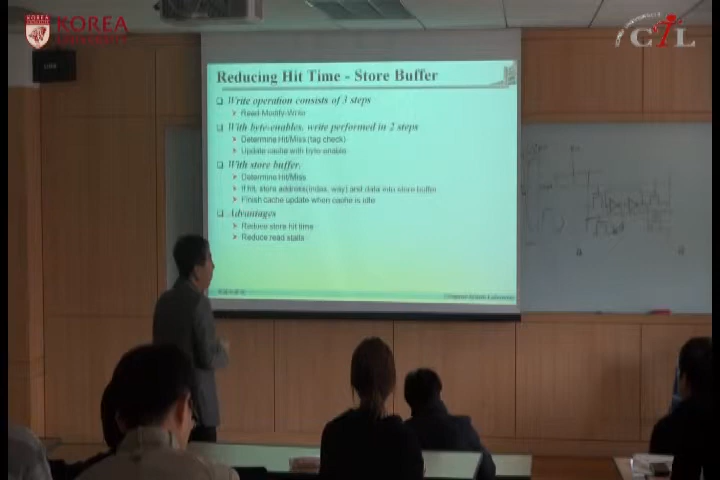 KOREA
UNIVERSITY
CTL
Reducing Hit Time - Store Buffer
Write operation consists of 3 steps
Read-Modify-Write
With byte-enables, write performed in 2 steps
Determine Hit/Miss (tag check)
Update cache with byte-enable
With store buffer,
Determine Hit/Miss
If hit, store address(index, way) and data into store buffer
Finish cache update when cache is idle
Advantages
Reduce store hit time
Reduce read stalls